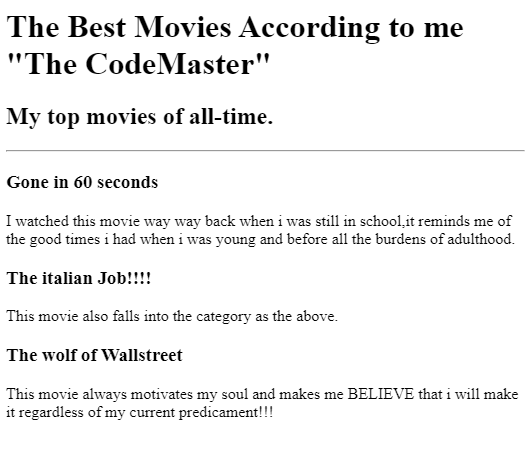 The Best Movies According to me
"The CodeMaster"
My top movies of all-time.
Gone in 60 seconds
I watched this movie way way back when i was still in school,it reminds me of
the good times i had when i was young and before all the burdens of adulthood.
The italian Job!!!!
This movie also falls into the category as the above.
The wolf of Wallstreet
This movie always motivates my soul and makes me BELIEVE that i will make
it regardless of my current predicament!!!